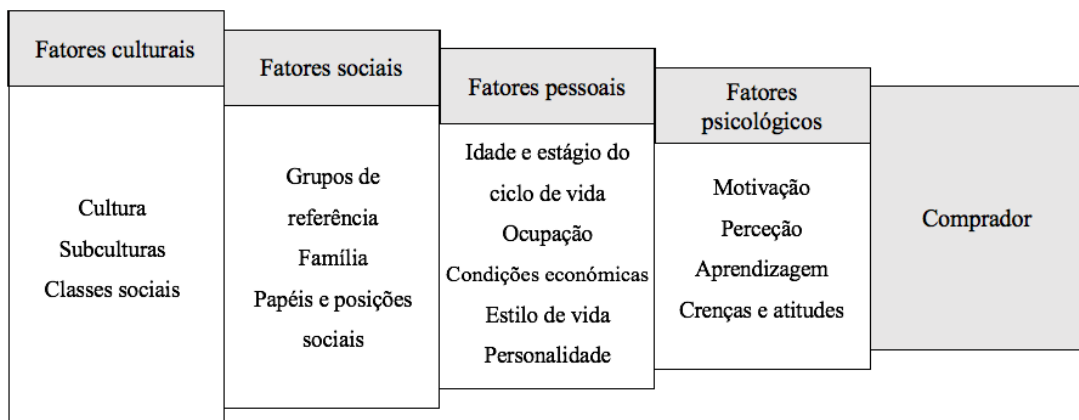 Fatores culturais
Cultura
Subculturas
Classes sociais
Fatores sociais
Grupos de
referência
Família
Papéis e posições
sociais
Fatores pessoais
Idade e estágio do
ciclo de vida
Ocupação
Condições económicas
Estilo de vida
Personalidade
Fatores
psicológicos
Motivação
Perceção
Aprendizagem
Crenças e atitudes
Comprador